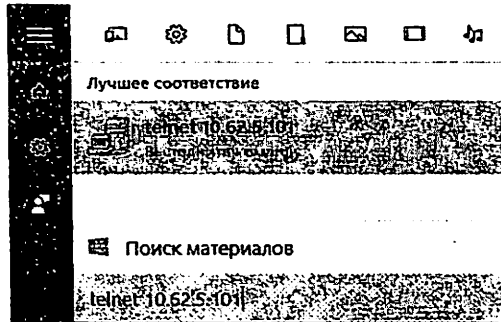 Лучшее соответствие
telnet 10.62.5.101
Поиск материалов
telnet 10.62.5.101